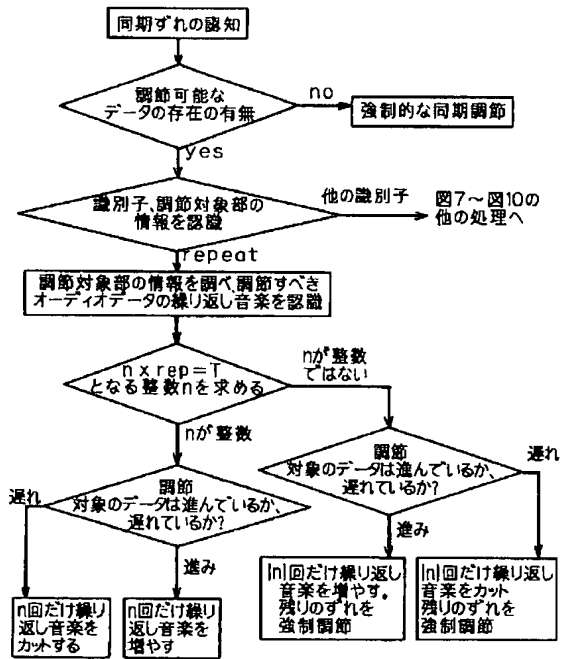 同期ずれの認知
調節可能な
データの存在の有無
no
強制的な同期調節
yes
識別子、調節対象部の
情報を認識
他の識別子
図7～図10の
他の処理へ
repeat
調節対象部の情報を調べ、調節すべき
オーディオデータの繰り返し音楽を認識
n x rep=T
となる整数nを求める
nが整数
ではない
nが整数
調節
対象のデータは進んでいるか、
遅れているか?
遅れ
進み
n回だけ繰り
返し音楽を
カットする
n回だけ繰り
返し音楽を
増やす
調節
対象のデータは進んでいるか、
遅れているか?
遅れ
進み
|n|回だけ繰り返し
音楽を増やす。
残りのずれを
強制調節
|n|回だけ繰り返し
音楽をカット
残りのずれを
強制調節